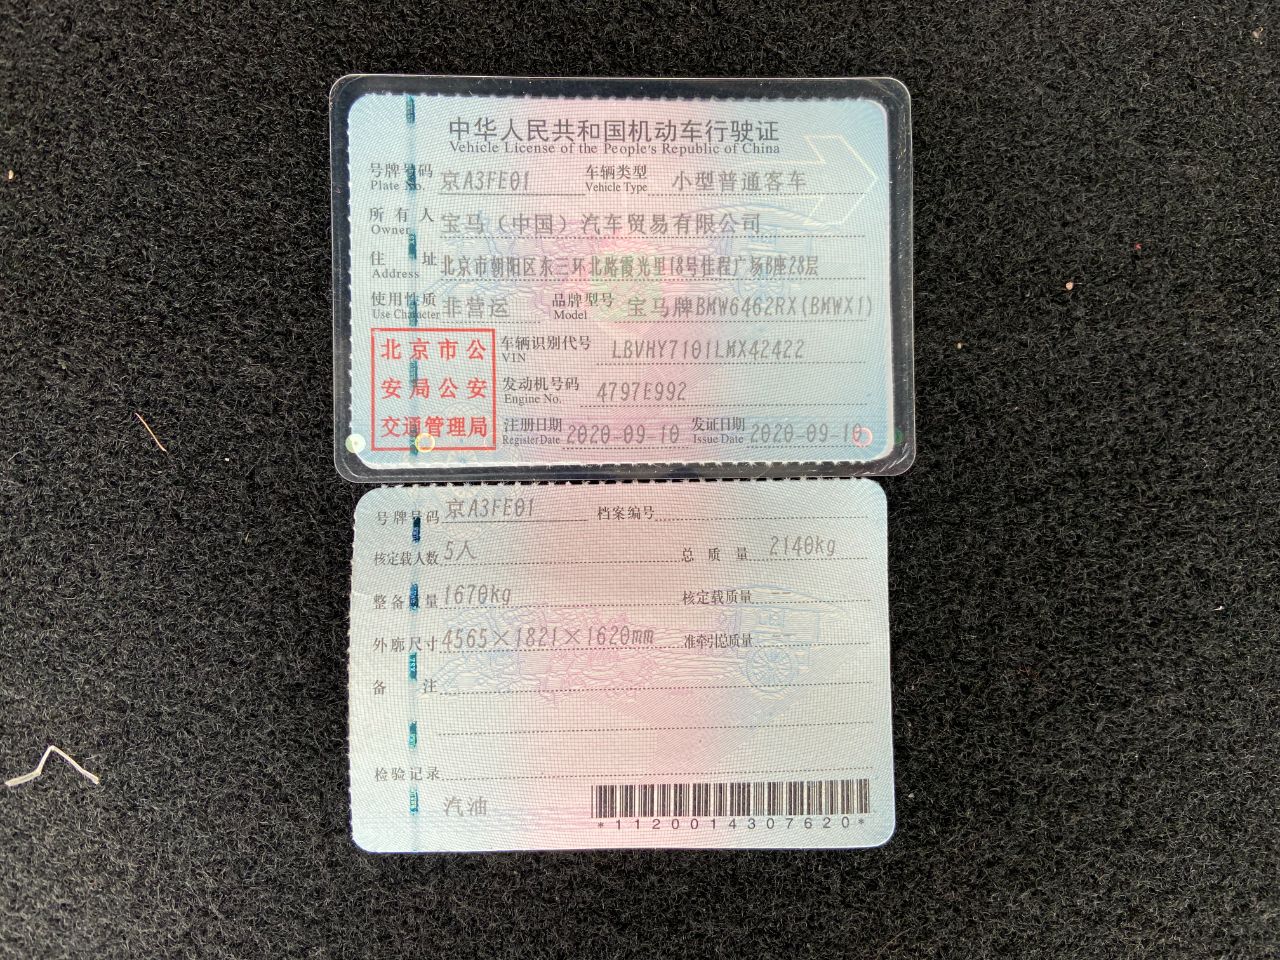 中华人民共和国机动车行驶证
Vehicle License of the People's Republic of China
号牌号码 京A3FE01 车辆类型 小型普通客车
Plate No. Vehicle Type
所有人 宝马（中国）汽车贸易有限公司
Owner
住址 北京市朝阳区东三环北路霞光里18号佳程广场B座28层
Address
使用性质 非营运 品牌型号 宝马牌BMW6462RX(BMWX1)
Use Character Model
北京市公
安局公安
交通管理局
车辆识别代号 LBVHY7101LMX42422
VIN
发动机号码 4797E992
Engine No.
注册日期 2020-09-10 发证日期 2020-09-10
Register Date Issue Date
号牌号码 京A3FE01 档案编号
核定载人数 5人 总质量 2140kg
整备质量 1670kg 核定载质量 --
外廓尺寸 4565×1821×1620mm 准牵引总质量 --
备注
检验记录
汽油
*1120014307620*